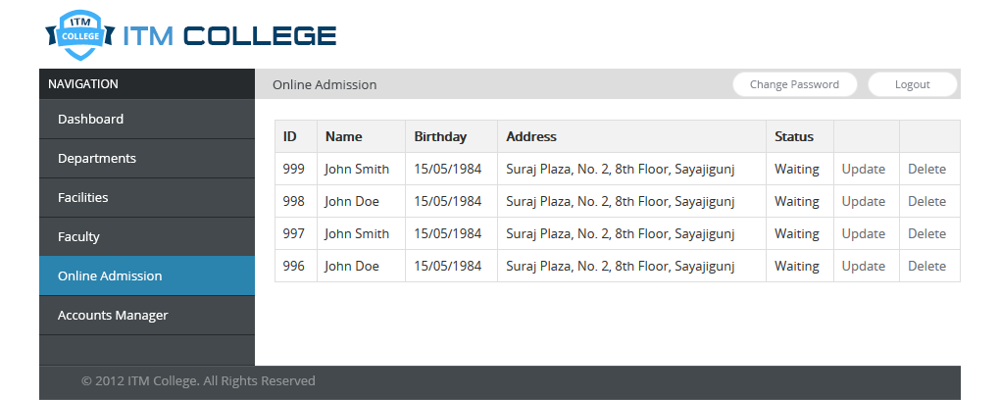 ITM
COLLEGE
ITM COLLEGE
NAVIGATION
Online Admission
Change Password
Logout
Dashboard
Departments
Facilities
Faculty
Online Admission
Accounts Manager
ID Name Birthday Address Status
999 John Smith 15/05/1984 Suraj Plaza, No. 2, 8th Floor, Sayajigunj Waiting Update Delete
998 John Doe 15/05/1984 Suraj Plaza, No. 2, 8th Floor, Sayajigunj Waiting Update Delete
997 John Smith 15/05/1984 Suraj Plaza, No. 2, 8th Floor, Sayajigunj Waiting Update Delete
996 John Doe 15/05/1984 Suraj Plaza, No. 2, 8th Floor, Sayajigunj Waiting Update Delete
© 2012 ITM College. All Rights Reserved